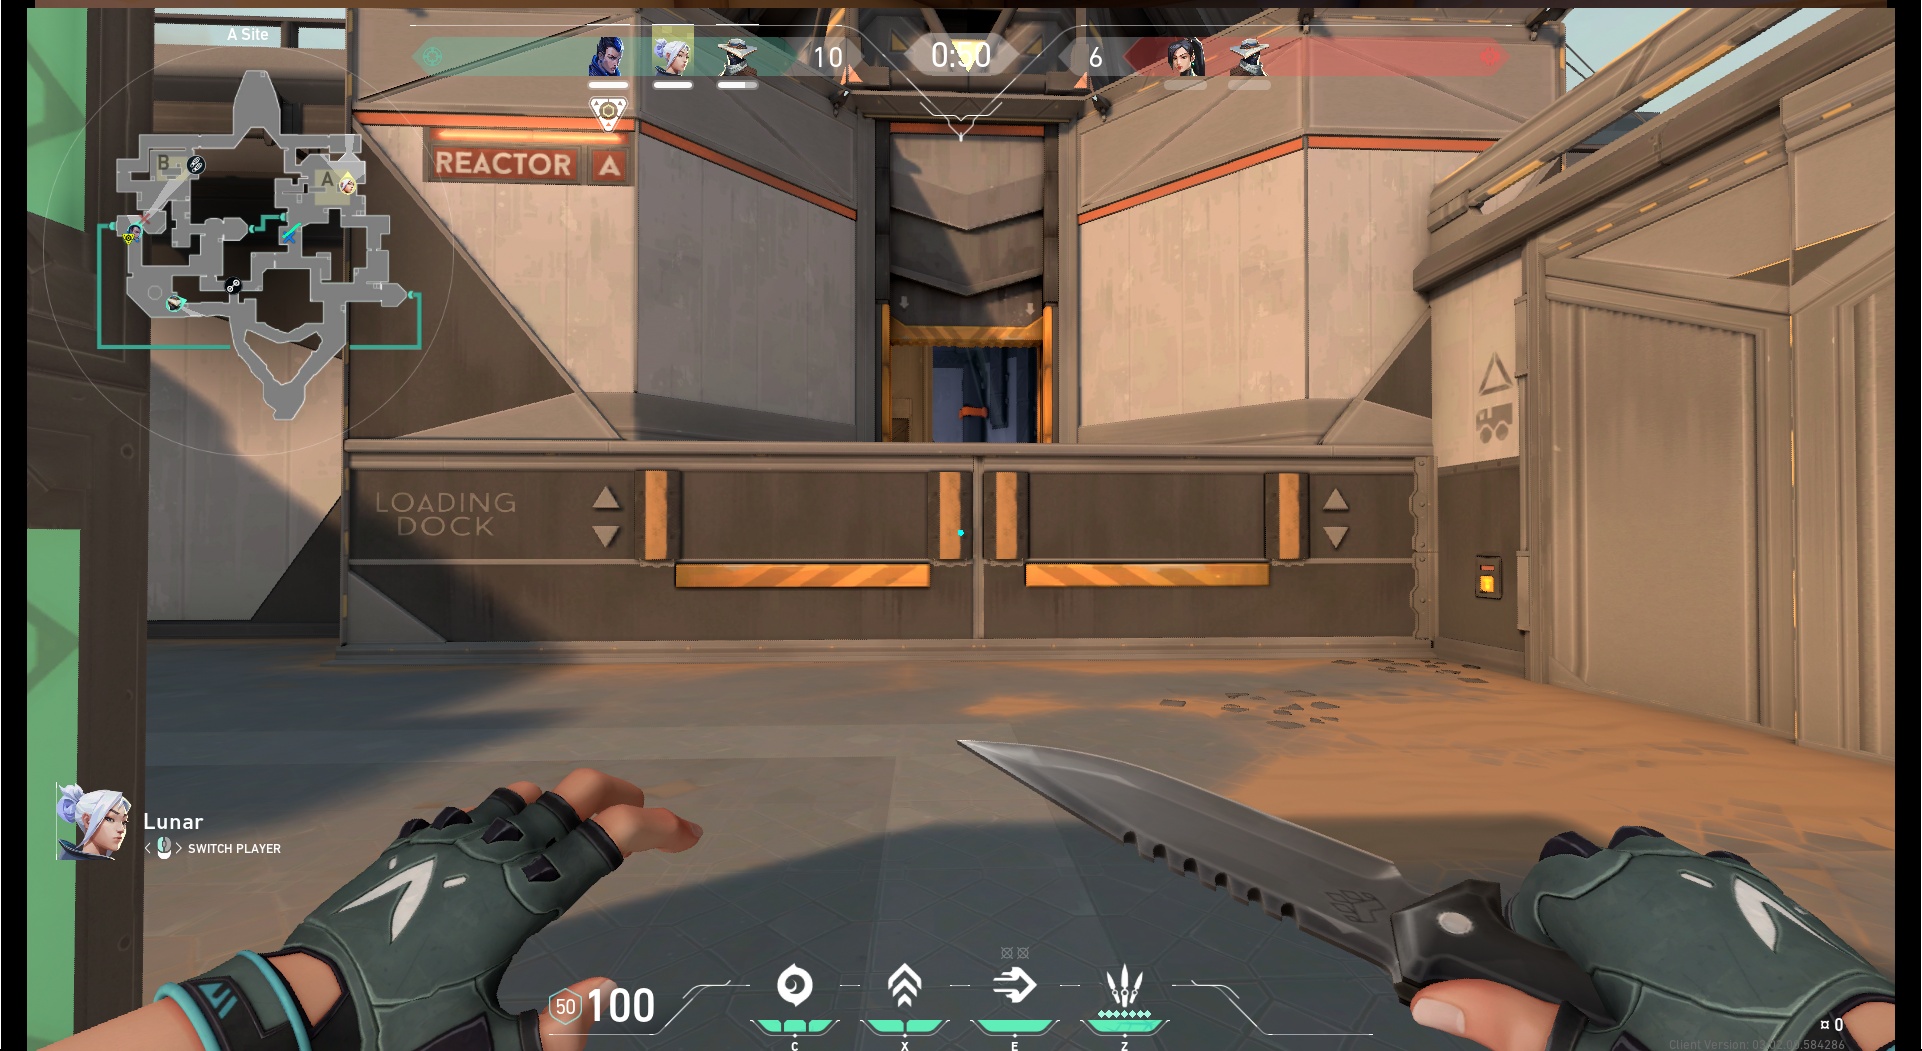 A Site
10
0:50
6
REACTOR A
B
A
LOADING
DOCK
Lunar
< > SWITCH PLAYER
50 100
C X E Z
¤ 0